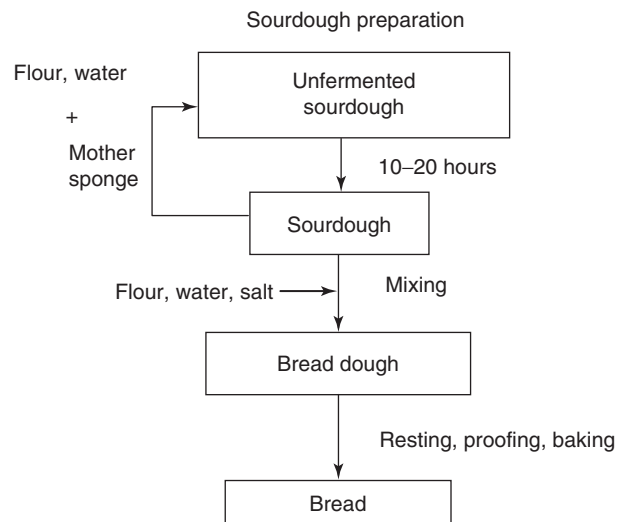 Sourdough preparation
Flour, water
+
Mother
sponge
Unfermented
sourdough
10–20 hours
Sourdough
Flour, water, salt
Mixing
Bread dough
Resting, proofing, baking
Bread